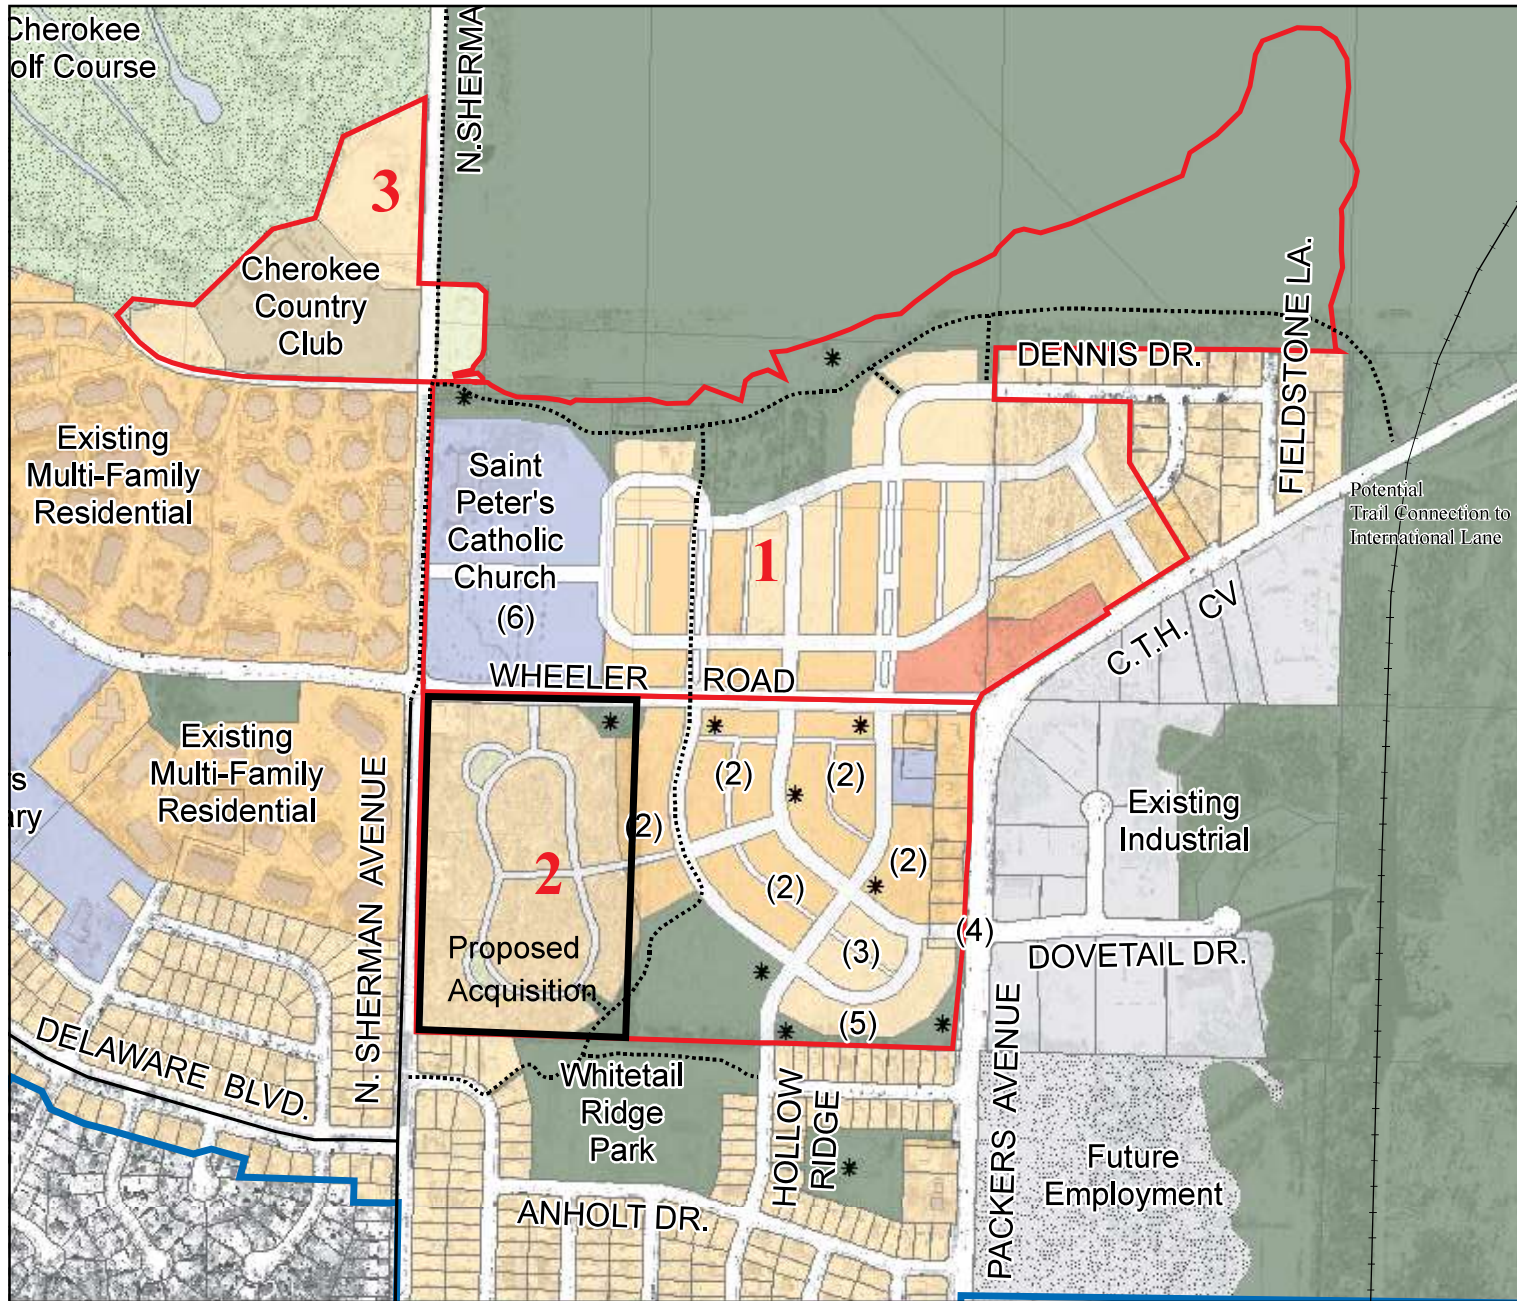 Cherokee
olf Course
N.SHERMA
3
Cherokee
Country
Club
DENNIS DR.
FIELDSTONE LA.
Existing
Multi-Family
Residential
Saint
Peter's
Catholic
Church
(6)
1
Potential
Trail Connection to
International Lane
C.T.H. CV
WHEELER ROAD
Existing
Multi-Family
Residential
s
ary
N. SHERMAN AVENUE
(2)
(2)
(2)
(2)
(2)
2
Existing
Industrial
Proposed
Acquisition
(3)
(4)
(5)
DOVETAIL DR.
DELAWARE BLVD.
Whitetail
Ridge
Park
HOLLOW
RIDGE
PACKERS AVENUE
Future
Employment
ANHOLT DR.